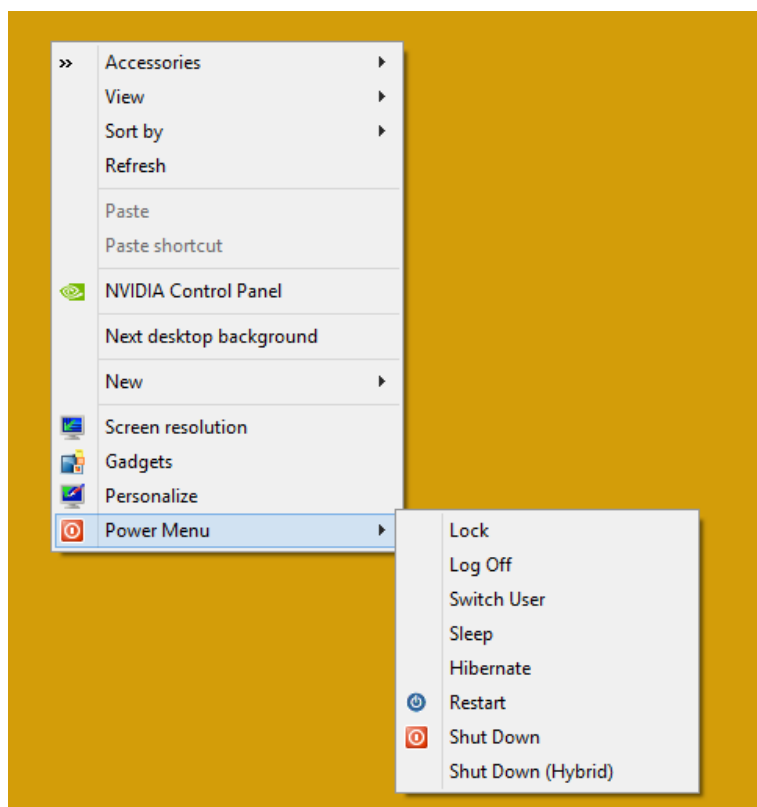 Accessories
View
Sort by
Refresh
Paste
Paste shortcut
NVIDIA Control Panel
Next desktop background
New
Screen resolution
Gadgets
Personalize
Power Menu
Lock
Log Off
Switch User
Sleep
Hibernate
Restart
Shut Down
Shut Down (Hybrid)